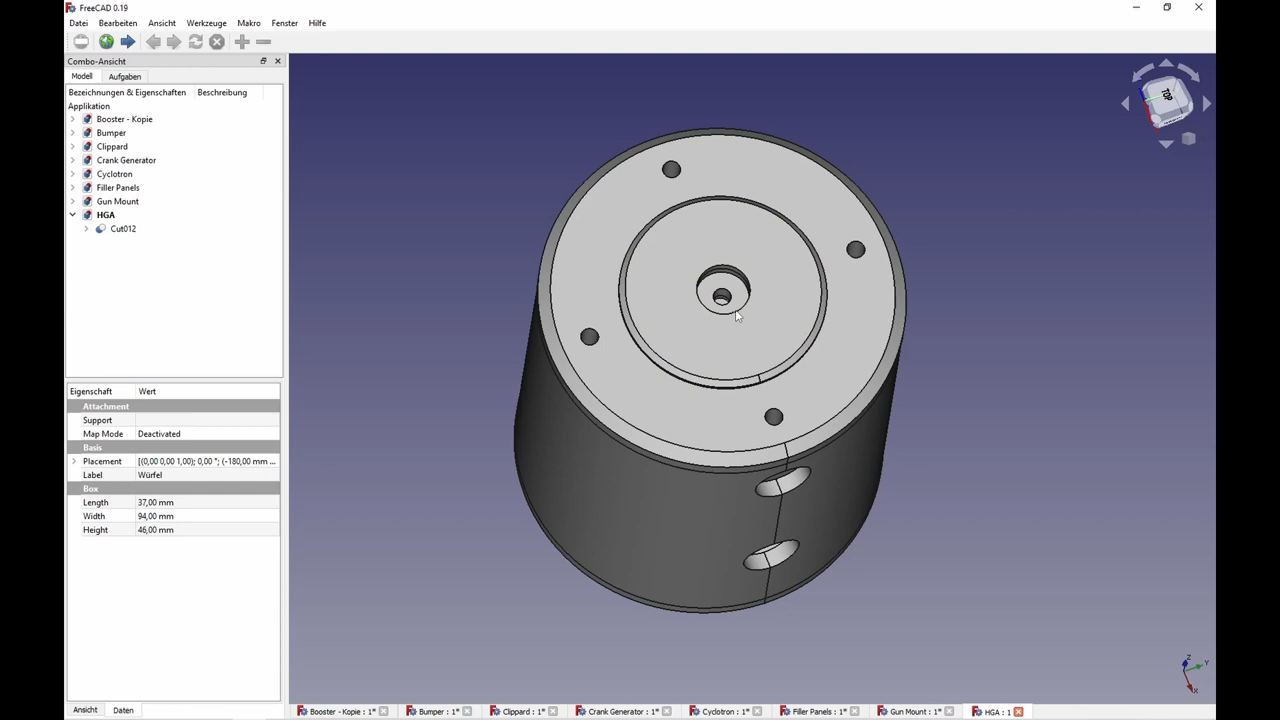 FreeCAD 0.19
Datei Bearbeiten Ansicht Werkzeuge Makro Fenster Hilfe
Combo-Ansicht
Modell Aufgaben
Bezeichnungen & Eigenschaften Beschreibung
Applikation
Booster - Kopie
Bumper
Clippard
Crank Generator
Cyclotron
Filler Panels
Gun Mount
HGA
Cut012
TOP
Eigenschaft Wert
Attachment
Support
Map Mode Deactivated
Basis
Placement [(0,00 0,00 1,00); 0,00 °; (-180,00 mm ...
Label Würfel
Box
Length 37,00 mm
Width 94,00 mm
Height 46,00 mm
Z
Y
X
Ansicht Daten
Booster - Kopie : 1* Bumper : 1* Clippard : 1* Crank Generator : 1* Cyclotron : 1* Filler Panels : 1* Gun Mount : 1* HGA : 1